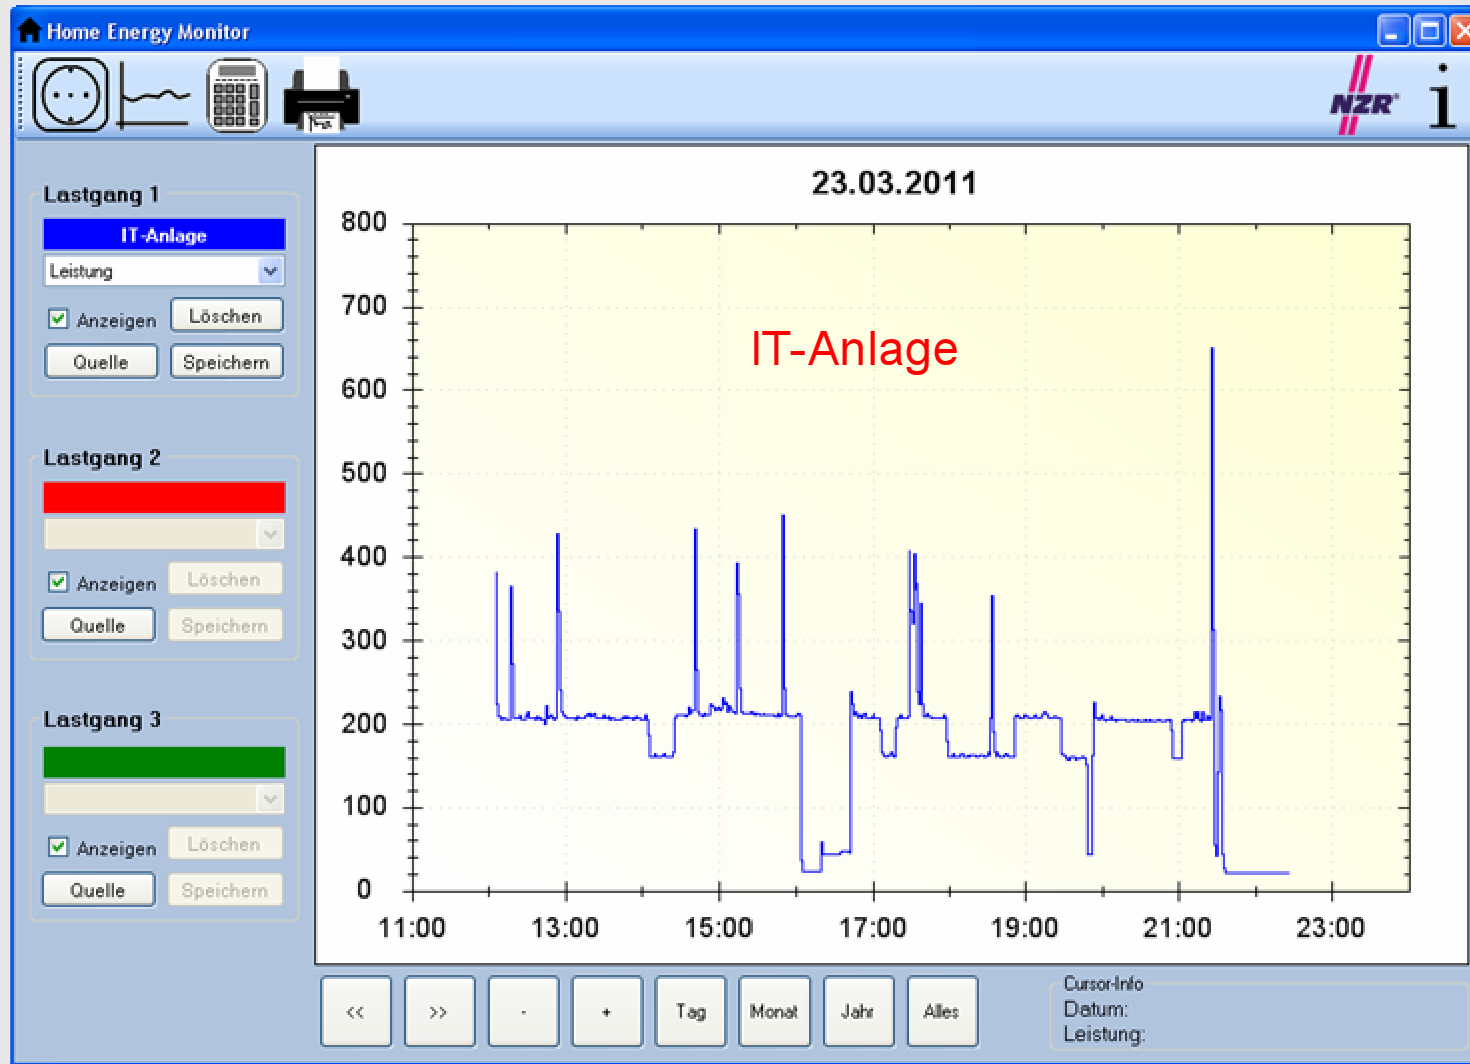 Home Energy Monitor
NZR
i
Lastgang 1
IT-Anlage
Leistung
Anzeigen Löschen
Quelle Speichern
Lastgang 2
Anzeigen Löschen
Quelle Speichern
Lastgang 3
Anzeigen Löschen
Quelle Speichern
23.03.2011
IT-Anlage
800
700
600
500
400
300
200
100
0
11:00 13:00 15:00 17:00 19:00 21:00 23:00
<< >> - + Tag Monat Jahr Alles
Cursor-Info
Datum:
Leistung: